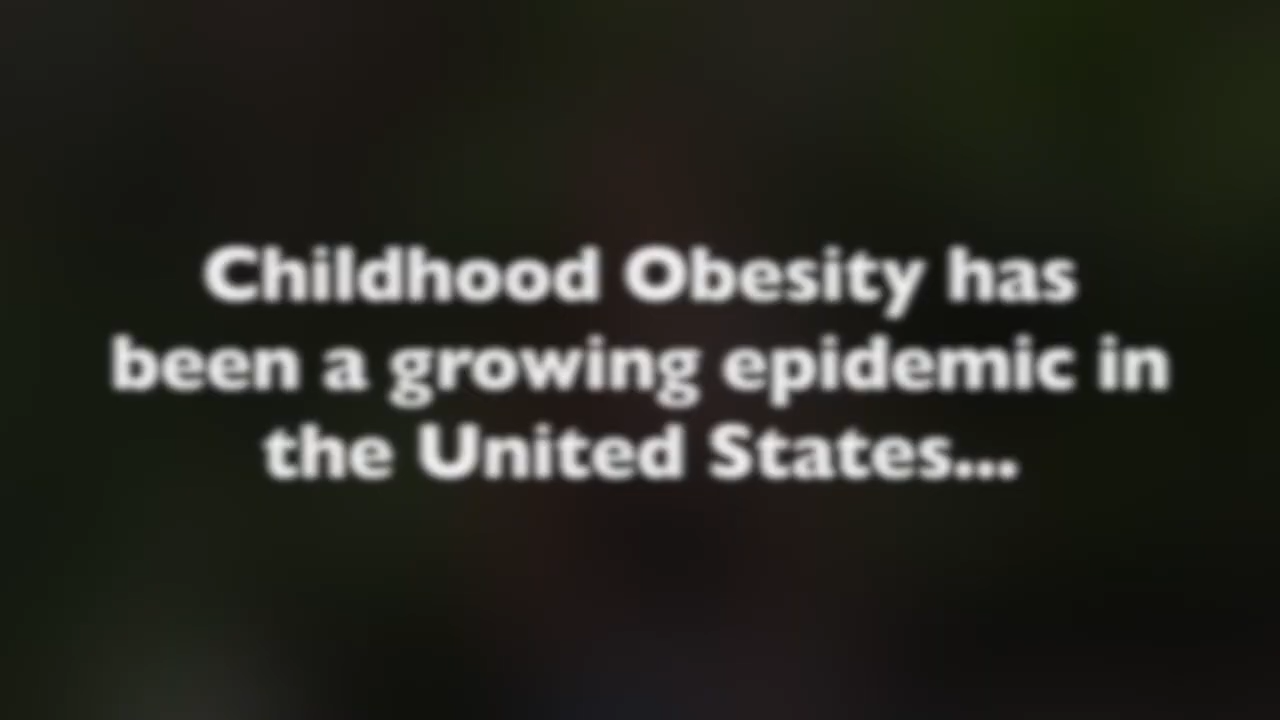 Childhood Obesity has
been a growing epidemic in
the United States...